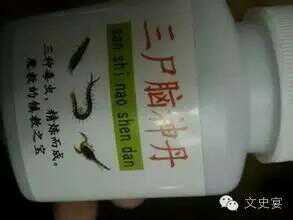 三尸脑神丹
san shi nao shen dan
三种毒虫，精炼而成。
魔教的镇教之宝
文史宴